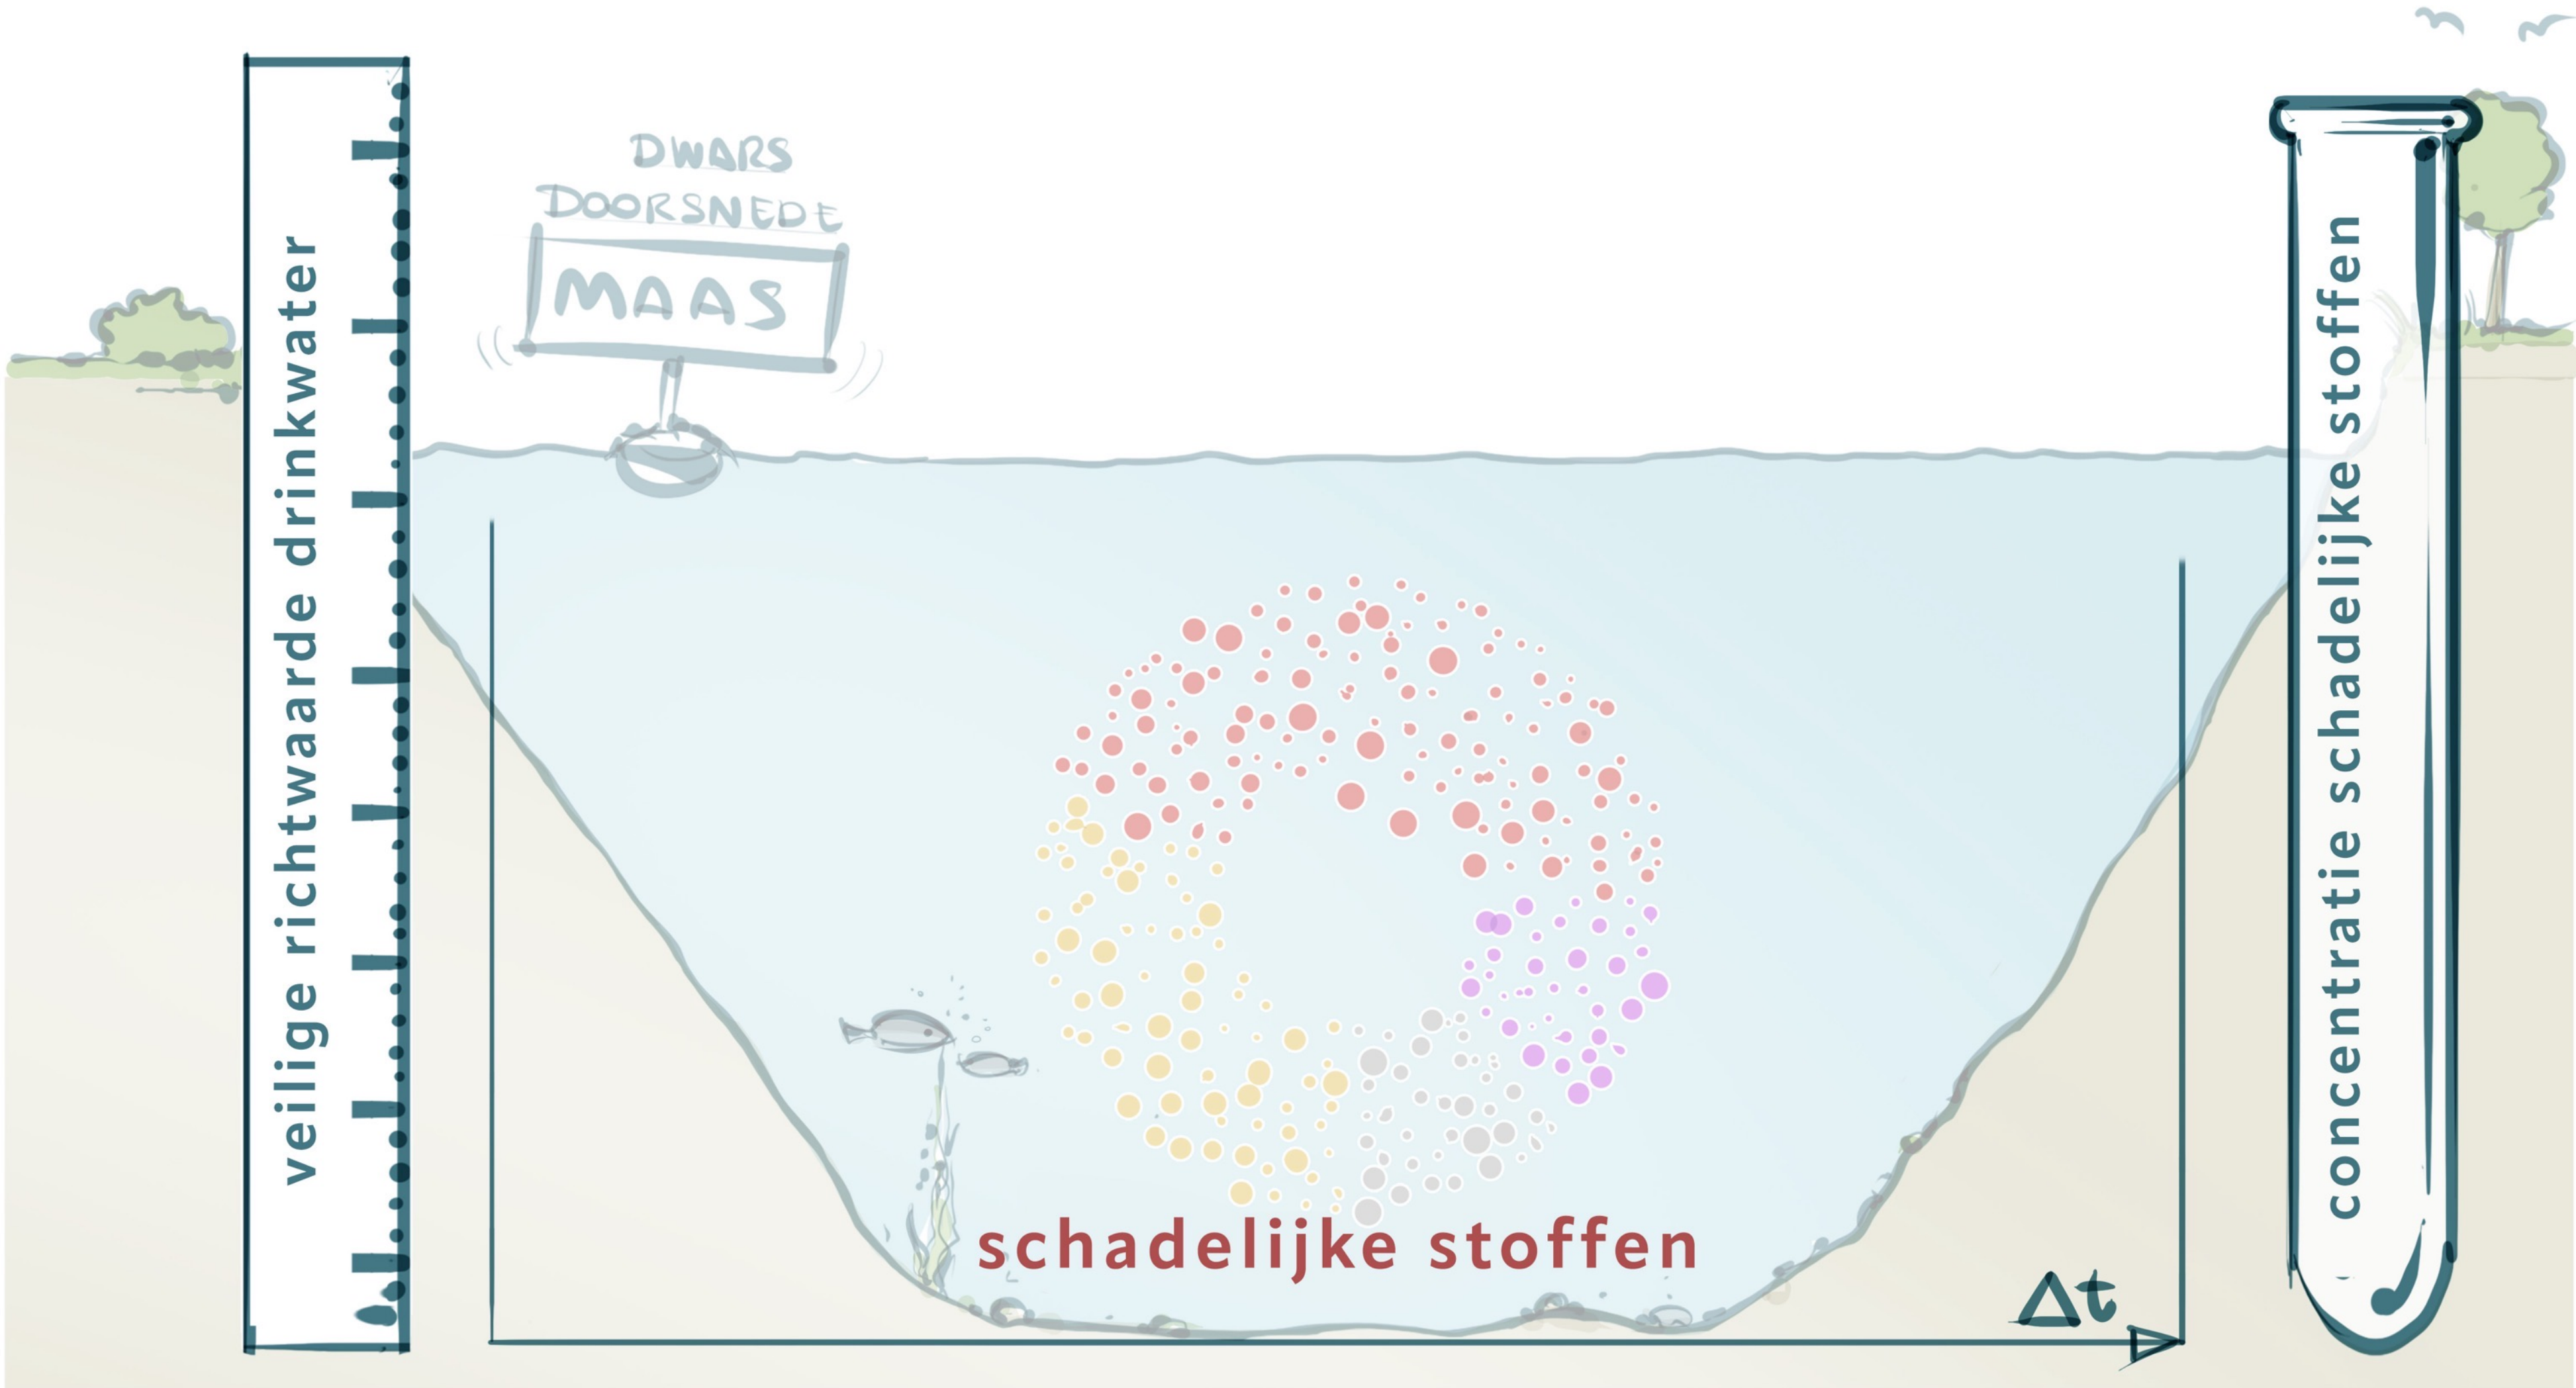 veilige richtwaarde drinkwater
DWARS
DOORSNEDE
MAAS
schadelijke stoffen
Δt
concentratie schadelijke stoffen